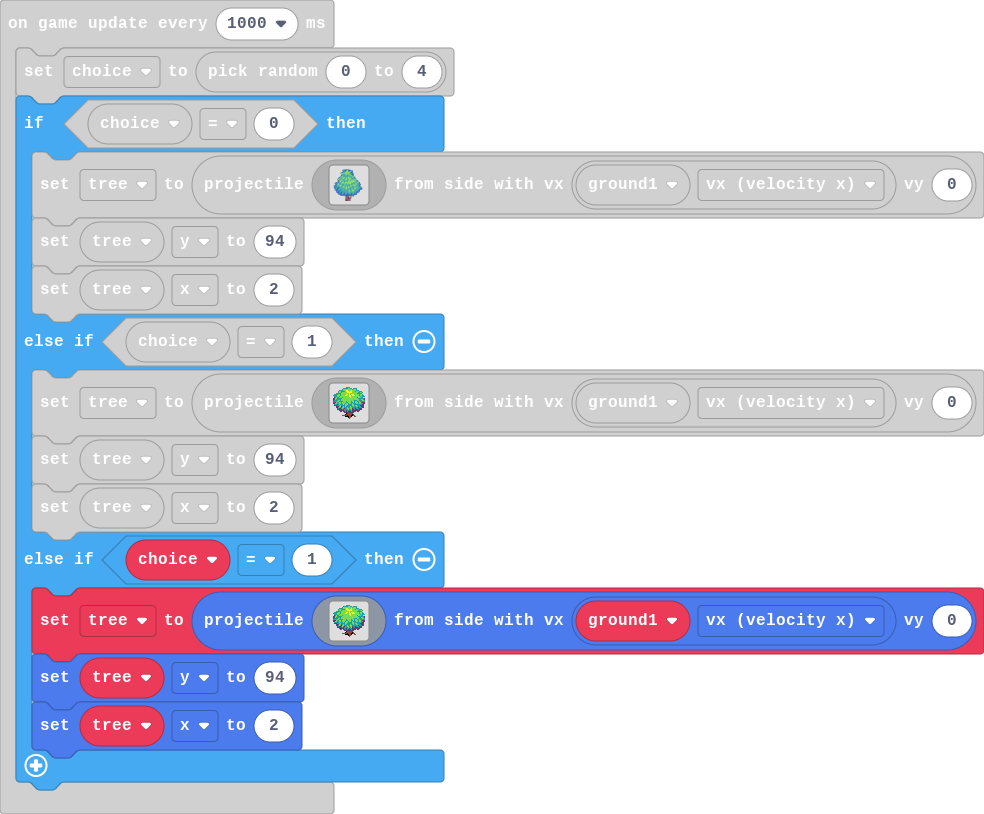 on game update every 1000 ms
set choice to pick random 0 to 4
if choice = 0 then
set tree to projectile from side with vx ground1 vx (velocity x) vy 0
set tree y to 94
set tree x to 2
else if choice = 1 then
set tree to projectile from side with vx ground1 vx (velocity x) vy 0
set tree y to 94
set tree x to 2
else if choice = 1 then
set tree to projectile from side with vx ground1 vx (velocity x) vy 0
set tree y to 94
set tree x to 2